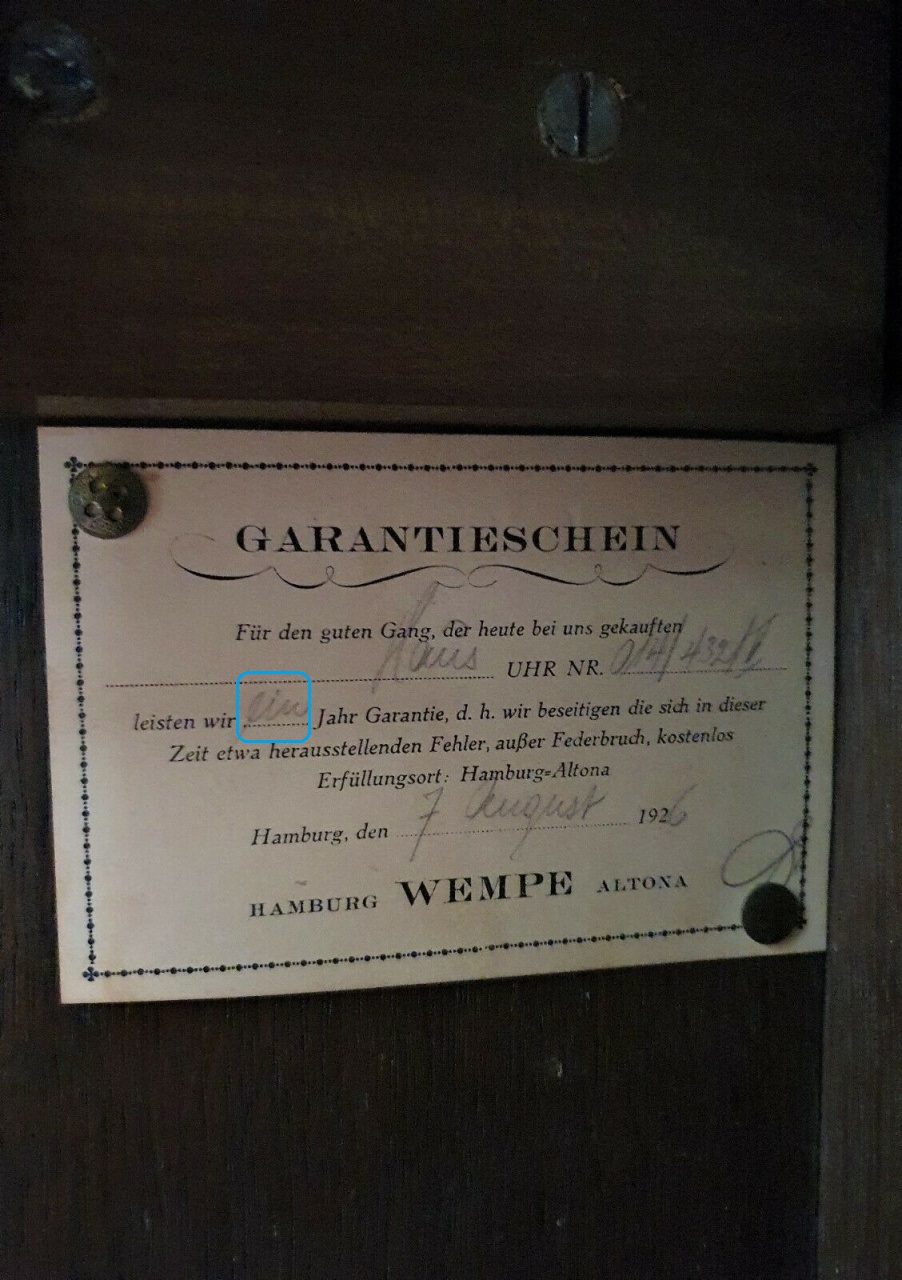 GARANTIESCHEIN
Für den guten Gang, der heute bei uns gekauften
Haus UHR NR.
leisten wir ein Jahr Garantie, d. h. wir beseitigen die sich in dieser
Zeit etwa herausstellenden Fehler, außer Federbruch, kostenlos
Erfüllungsort: Hamburg=Altona
Hamburg, den 7 August 1926
HAMBURG WEMPE ALTONA